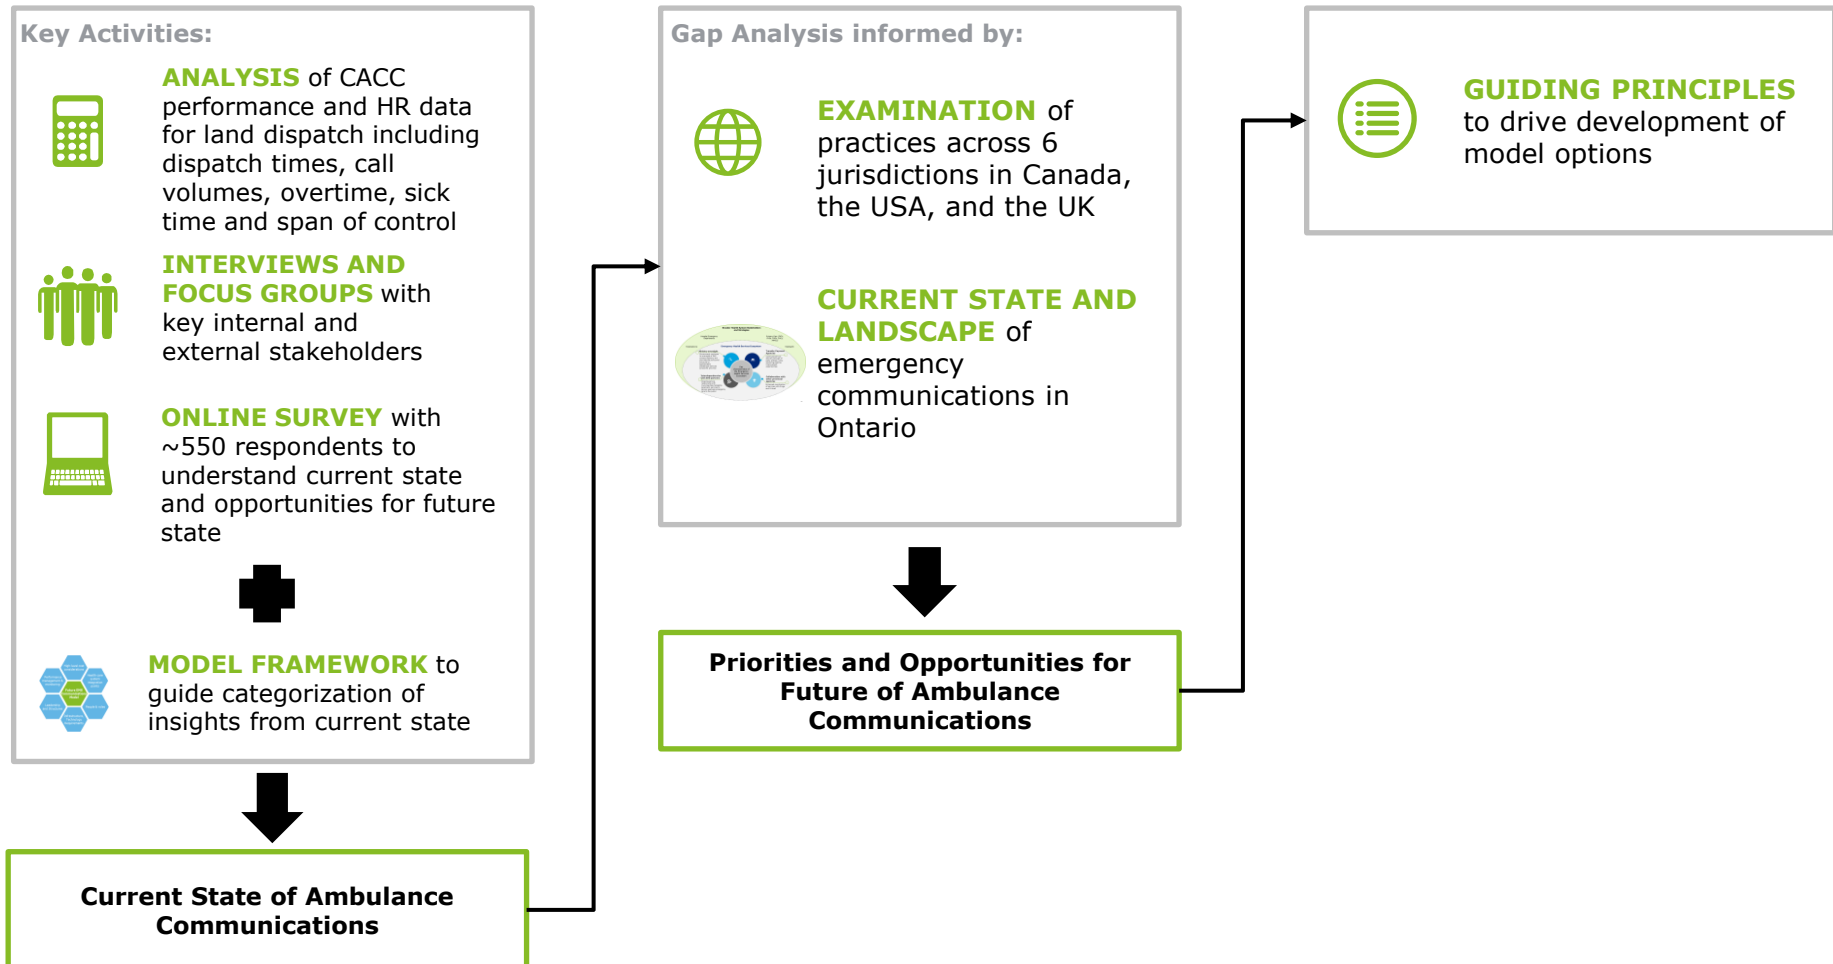 Key Activities:
ANALYSIS of CACC
performance and HR data
for land dispatch including
dispatch times, call
volumes, overtime, sick
time and span of control
INTERVIEWS AND
FOCUS GROUPS with
key internal and
external stakeholders
ONLINE SURVEY with
~550 respondents to
understand current state
and opportunities for future
state
MODEL FRAMEWORK to
guide categorization of
insights from current state
Current State of Ambulance
Communications
Gap Analysis informed by:
EXAMINATION of
practices across 6
jurisdictions in Canada,
the USA, and the UK
CURRENT STATE AND
LANDSCAPE of
emergency
communications in
Ontario
Priorities and Opportunities for
Future of Ambulance
Communications
GUIDING PRINCIPLES
to drive development of
model options